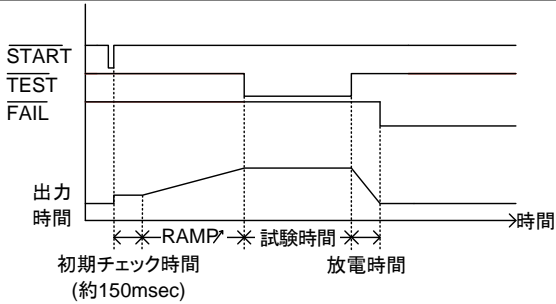 START
TEST
FAIL
出力
時間
時間
RAMP↗
試験時間
初期チェック時間
(約150msec)
放電時間